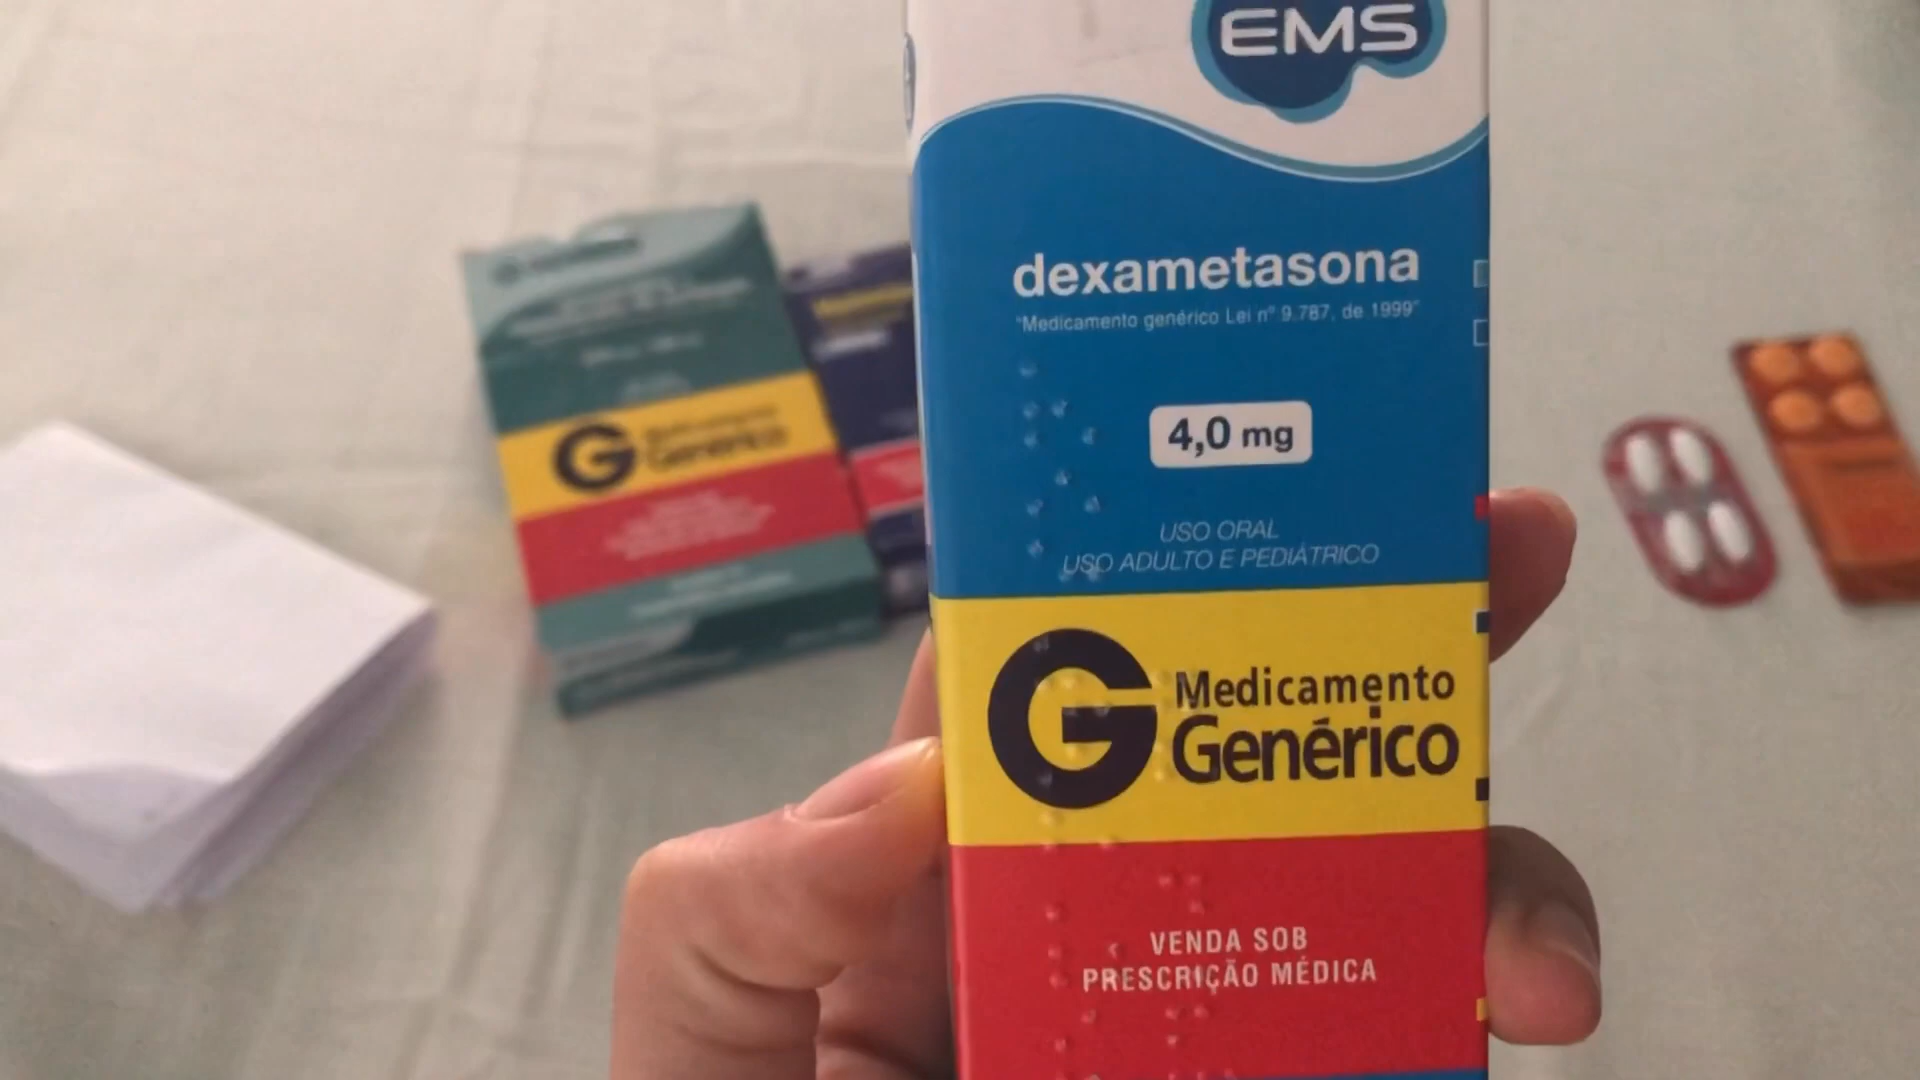 EMS
dexametasona
"Medicamento genérico Lei nº 9.787, de 1999"
4,0 mg
USO ORAL
USO ADULTO E PEDIÁTRICO
G Medicamento
Genérico
VENDA SOB
PRESCRIÇÃO MÉDICA
G
Medicamento
Genérico